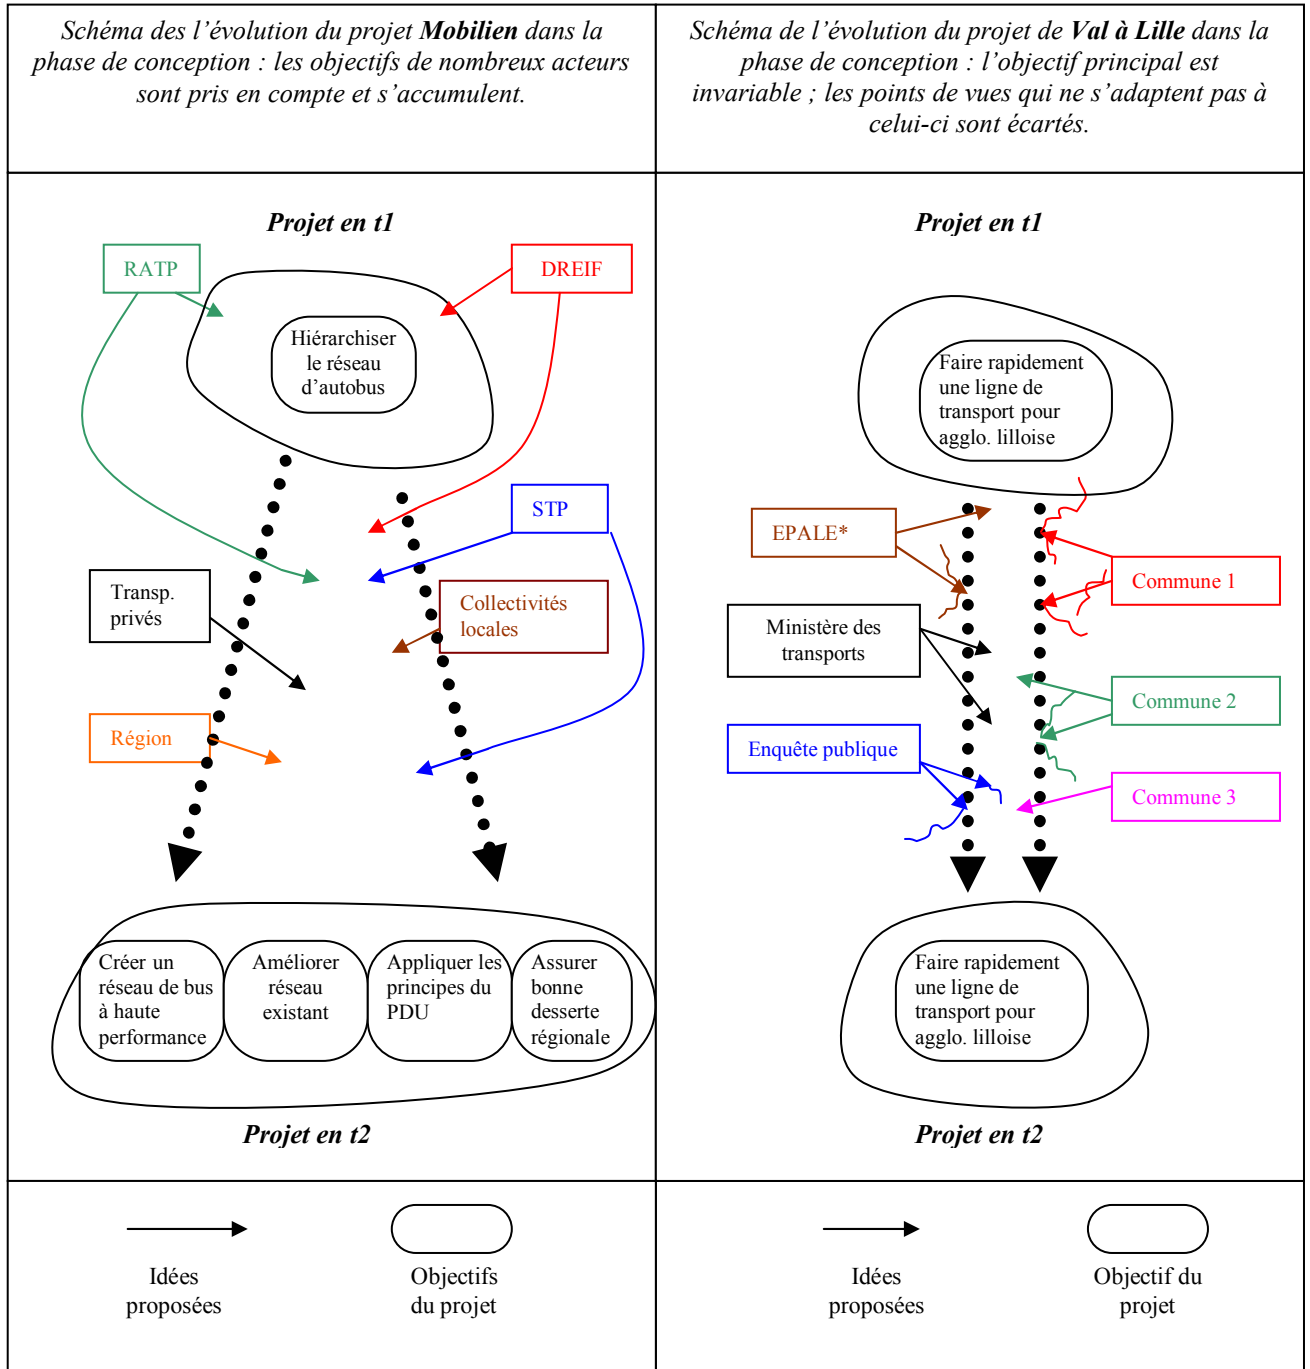 Schéma des l'évolution du projet Mobilien dans la
phase de conception : les objectifs de nombreux acteurs
sont pris en compte et s'accumulent.
Schéma de l'évolution du projet de Val à Lille dans la
phase de conception : l'objectif principal est
invariable ; les points de vues qui ne s'adaptent pas à
celui-ci sont écartés.
Projet en t1
RATP
DREIF
Hiérarchiser
le réseau
d'autobus
STP
Transp.
privés
Collectivités
locales
Région
Créer un
réseau de bus
à haute
performance
Améliorer
réseau
existant
Appliquer les
principes du
PDU
Assurer
bonne
desserte
régionale
Projet en t2
Projet en t1
Faire rapidement
une ligne de
transport pour
agglo. lilloise
EPALE*
Commune 1
Ministère des
transports
Commune 2
Enquête publique
Commune 3
Faire rapidement
une ligne de
transport pour
agglo. lilloise
Projet en t2
Idées
proposées
Objectifs
du projet
Idées
proposées
Objectif du
projet